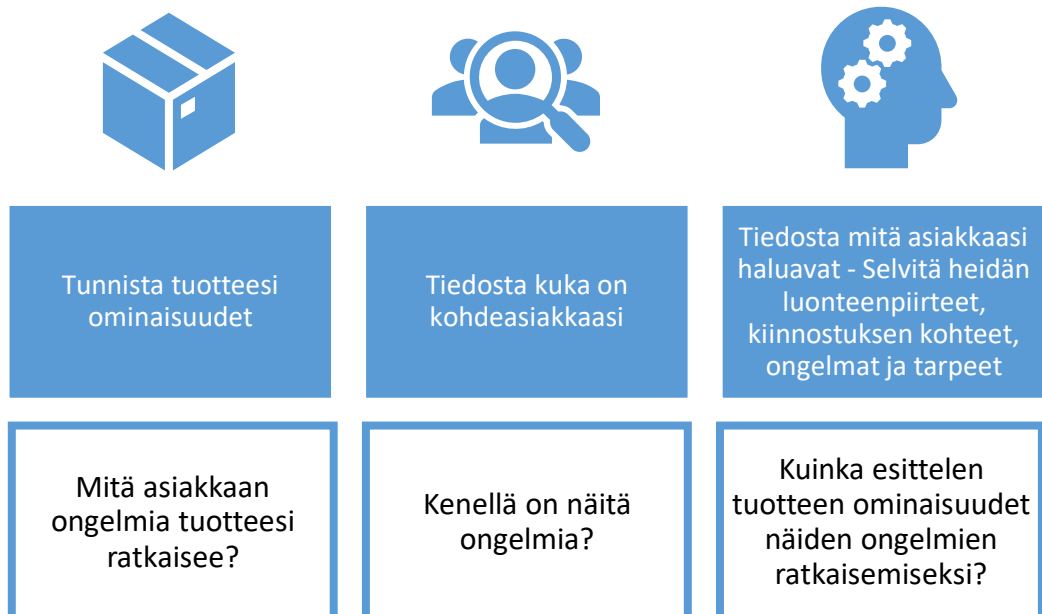 Tunnista tuotteesi
ominaisuudet
Tiedosta kuka on
kohdeasiakkaasi
Tiedosta mitä asiakkaasi
haluavat - Selvitä heidän
luonteenpiirteet,
kiinnostuksen kohteet,
ongelmat ja tarpeet
Mitä asiakkaan
ongelmia tuotteesi
ratkaisee?
Kenellä on näitä
ongelmia?
Kuinka esittelen
tuotteen ominaisuudet
näiden ongelmien
ratkaisemiseksi?